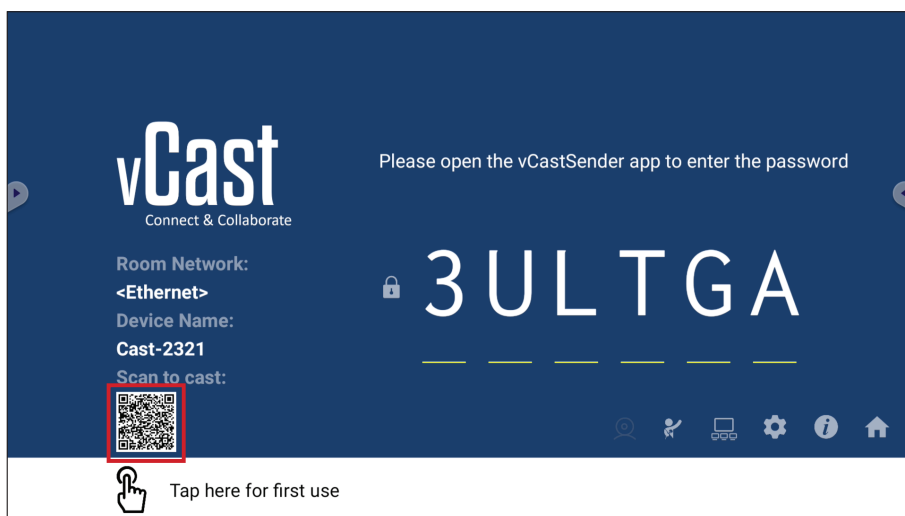 vCast
Connect & Collaborate
Please open the vCastSender app to enter the password
Room Network:
<Ethernet>
Device Name:
Cast-2321
Scan to cast:
3ULTGA
Tap here for first use